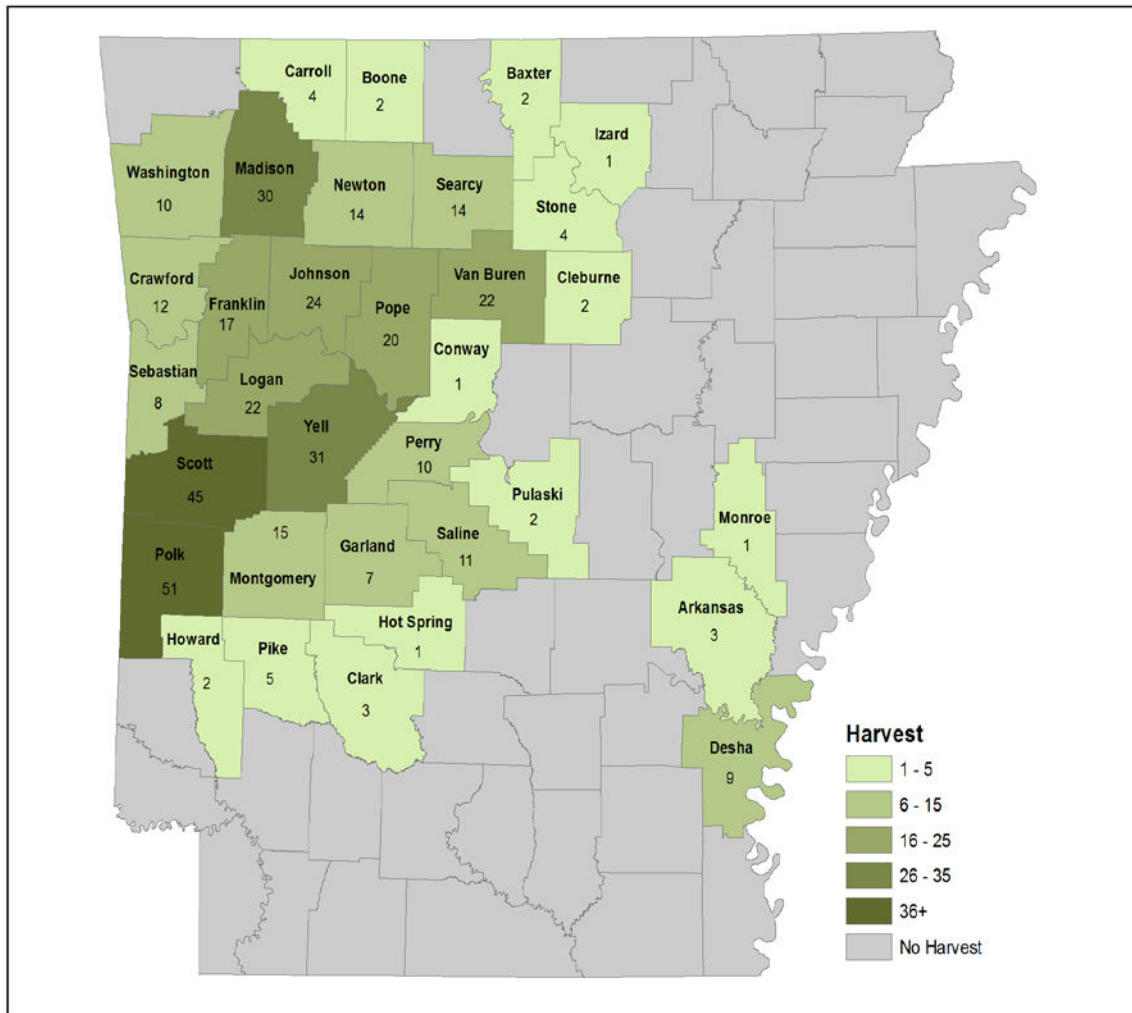 Carroll
4
Boone
2
Baxter
2
Izard
1
Washington
10
Madison
30
Newton
14
Searcy
14
Stone
4
Crawford
12
Franklin
17
Johnson
24
Pope
20
Van Buren
22
Cleburne
2
Sebastian
8
Logan
22
Conway
1
Yell
31
Perry
10
Scott
45
Pulaski
2
Monroe
1
Polk
51
15
Montgomery
Garland
7
Saline
11
Arkansas
3
Howard
2
Pike
5
Hot Spring
1
Clark
3
Desha
9
Harvest
1 - 5
6 - 15
16 - 25
26 - 35
36+
No Harvest